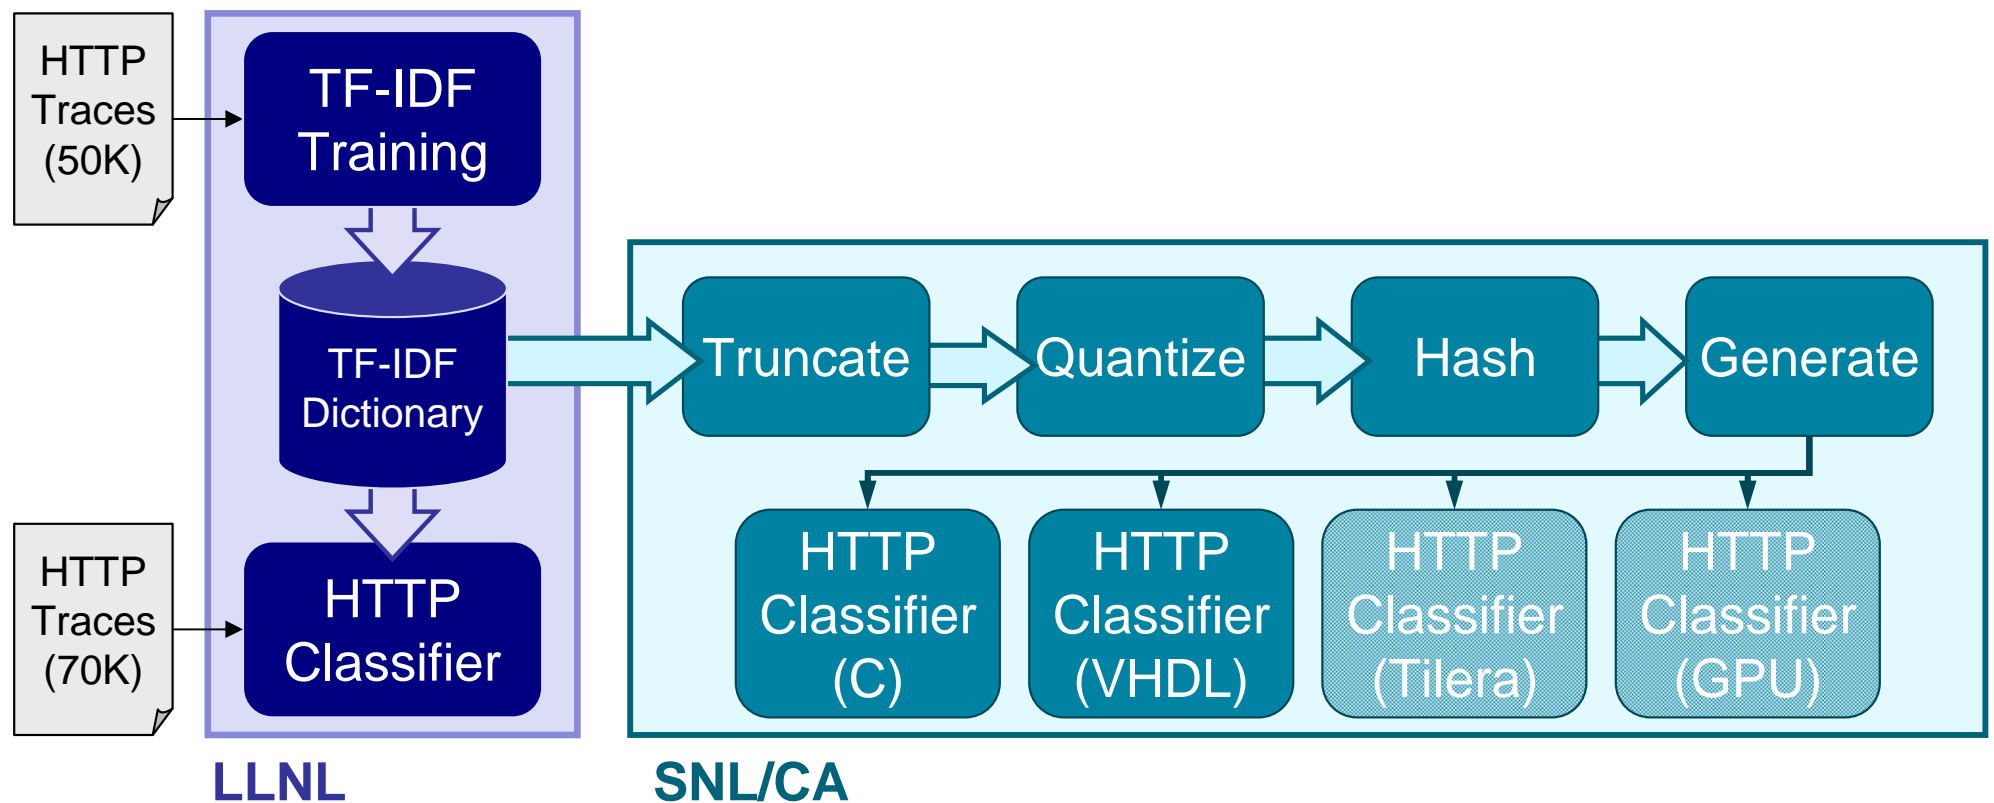 HTTP
Traces
(50K)
TF-IDF
Training
TF-IDF
Dictionary
HTTP
Traces
(70K)
HTTP
Classifier
LLNL
Truncate
Quantize
Hash
Generate
HTTP
Classifier
(C)
HTTP
Classifier
(VHDL)
HTTP
Classifier
(Tilera)
HTTP
Classifier
(GPU)
SNL/CA